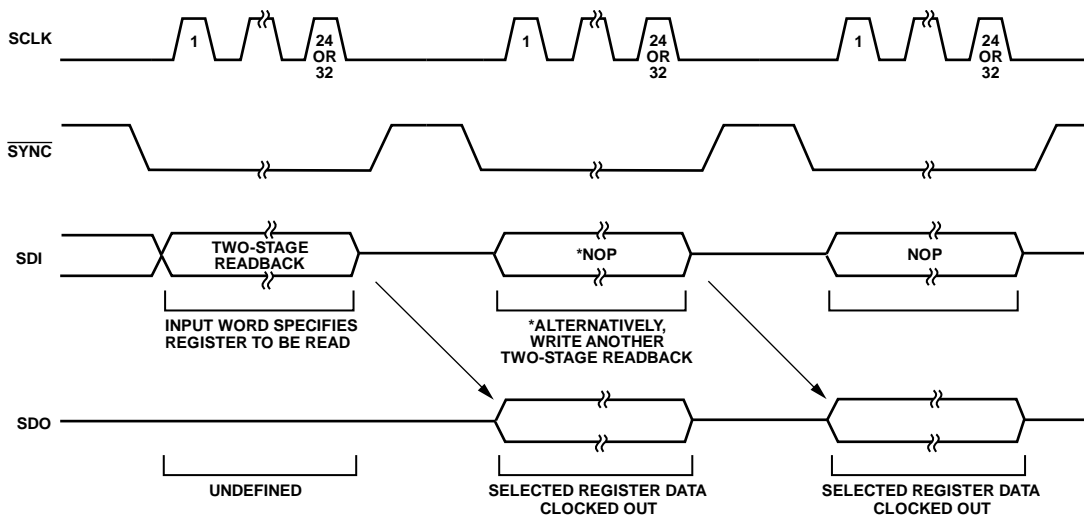 SCLK
1
24
OR
32
1
24
OR
32
1
24
OR
32
SYNC
SDI
TWO-STAGE
READBACK
*NOP
NOP
INPUT WORD SPECIFIES
REGISTER TO BE READ
*ALTERNATIVELY,
WRITE ANOTHER
TWO-STAGE READBACK
SDO
UNDEFINED
SELECTED REGISTER DATA
CLOCKED OUT
SELECTED REGISTER DATA
CLOCKED OUT